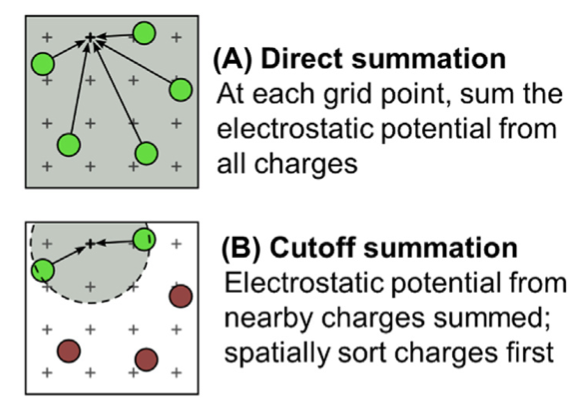 (A) Direct summation
At each grid point, sum the
electrostatic potential from
all charges
(B) Cutoff summation
Electrostatic potential from
nearby charges summed;
spatially sort charges first